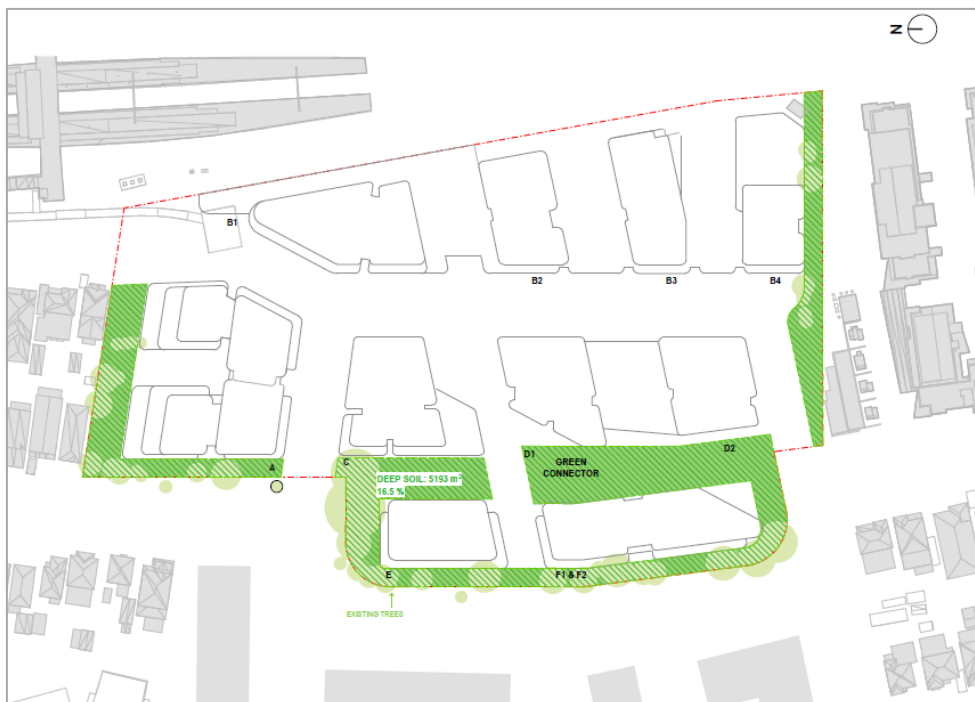 N
B1
B2
B3
B4
A
C
D1
D2
GREEN
CONNECTOR
DEEP SOIL: 5193 m²
16.5 %
E
F1 & F2
EXISTING TREES